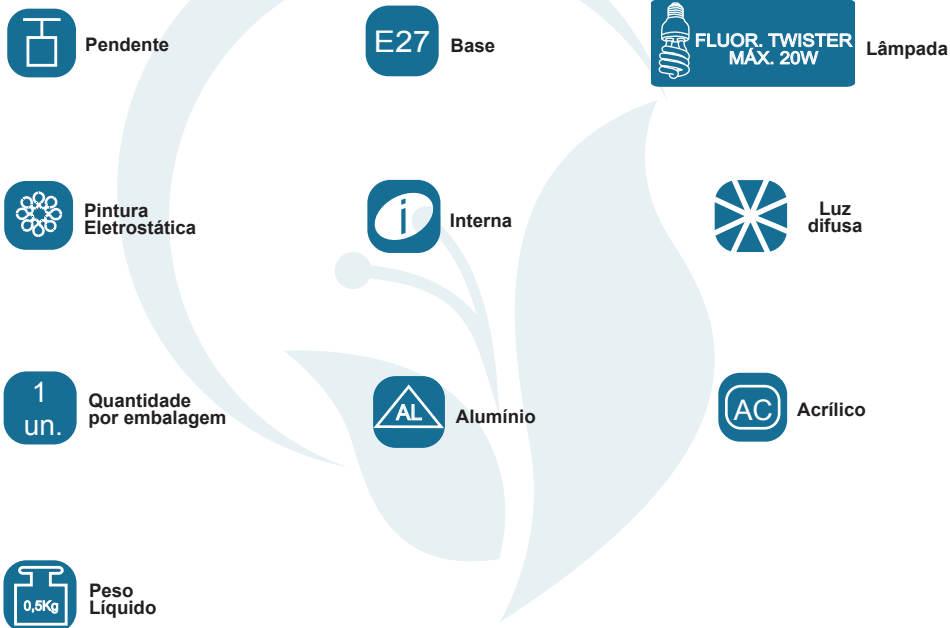 Pendente
E27
Base
FLUOR. TWISTER
MÁX. 20W
Lâmpada
Pintura
Eletrostática
i
Interna
Luz
difusa
1
un.
Quantidade
por embalagem
AL
Alumínio
AC
Acrílico
0,5Kg
Peso
Líquido